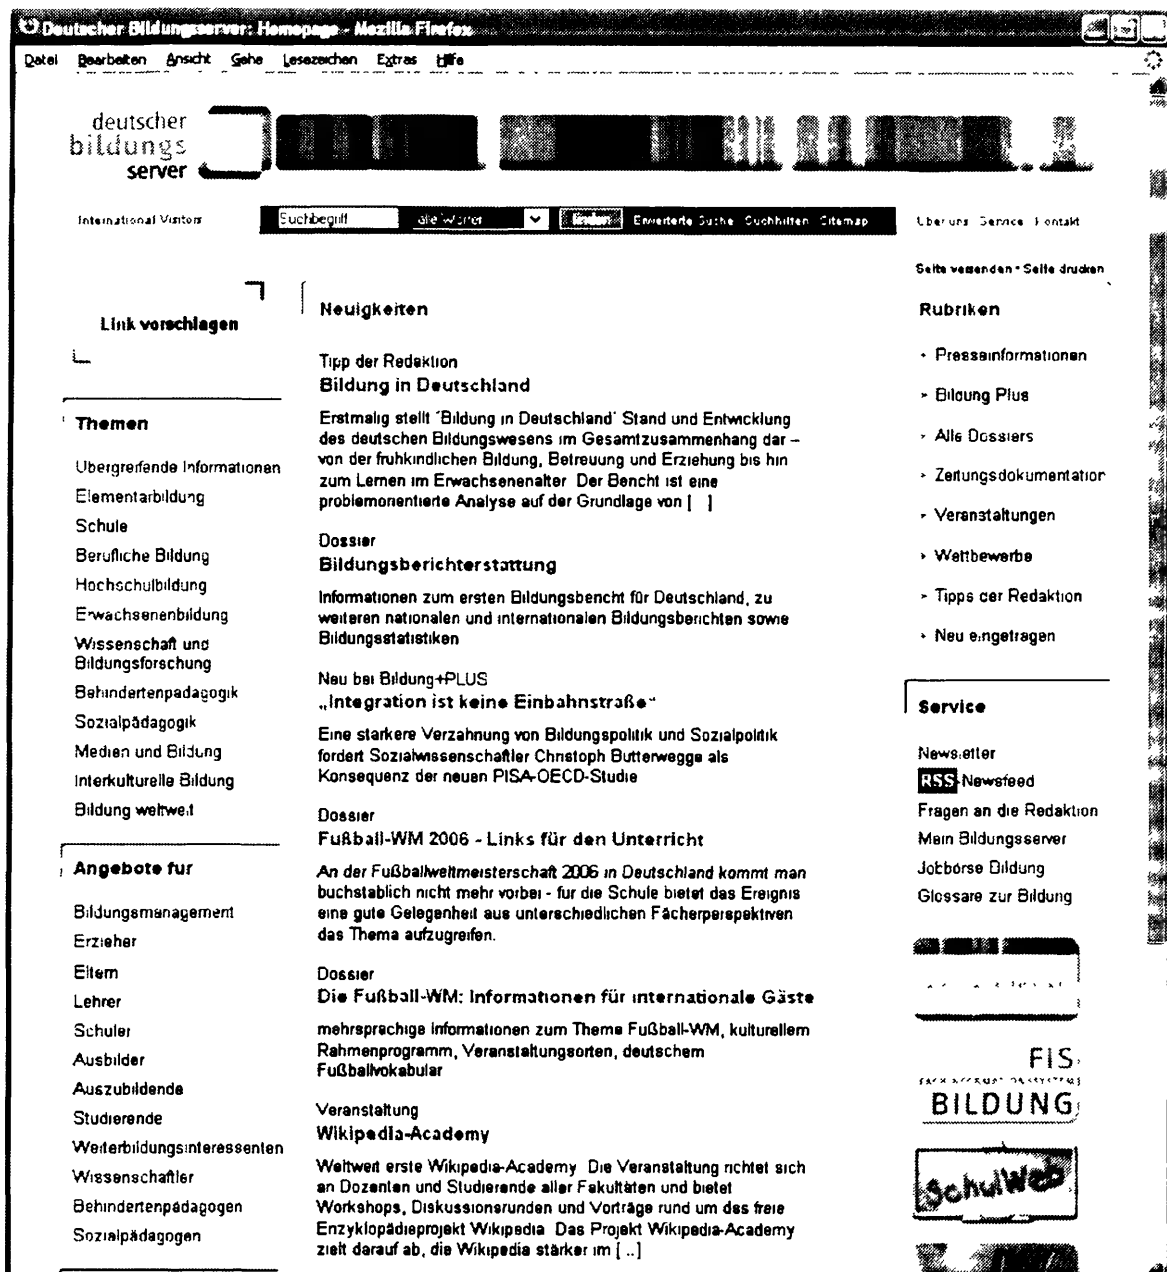 Deutscher Bildungsserver: Homepage - Mozilla Firefox
Datei Bearbeiten Ansicht Gehe Lesezeichen Extras Hilfe
deutscher
bildungs
server
International Visitors
Suchbegriff alle Wörter finden Erweiterte Suche Suchhilfen Sitemap
Über uns Service Kontakt
Seite versenden • Seite drucken
Link vorschlagen
Themen
Übergreifende Informationen
Elementarbildung
Schule
Berufliche Bildung
Hochschulbildung
Erwachsenenbildung
Wissenschaft und
Bildungsforschung
Behindertenpädagogik
Sozialpädagogik
Medien und Bildung
Interkulturelle Bildung
Bildung weltweit
Angebote für
Bildungsmanagement
Erzieher
Eltern
Lehrer
Schüler
Ausbilder
Auszubildende
Studierende
Weiterbildungsinteressenten
Wissenschaftler
Behindertenpädagogen
Sozialpädagogen
Neuigkeiten
Tipp der Redaktion
Bildung in Deutschland
Erstmalig stellt 'Bildung in Deutschland' Stand und Entwicklung
des deutschen Bildungswesens im Gesamtzusammenhang dar –
von der frühkindlichen Bildung, Betreuung und Erziehung bis hin
zum Lernen im Erwachsenenalter Der Bericht ist eine
problemorientierte Analyse auf der Grundlage von [ ]
Dossier
Bildungsberichterstattung
Informationen zum ersten Bildungsbericht für Deutschland, zu
weiteren nationalen und internationalen Bildungsberichten sowie
Bildungsstatistiken
Neu bei Bildung+PLUS
„Integration ist keine Einbahnstraße“
Eine stärkere Verzahnung von Bildungspolitik und Sozialpolitik
fordert Sozialwissenschaftler Christoph Butterwegge als
Konsequenz der neuen PISA-OECD-Studie
Dossier
Fußball-WM 2006 - Links für den Unterricht
An der Fußballweltmeisterschaft 2006 in Deutschland kommt man
buchstäblich nicht mehr vorbei - für die Schule bietet das Ereignis
eine gute Gelegenheit aus unterschiedlichen Fächerperspektiven
das Thema aufzugreifen.
Dossier
Die Fußball-WM: Informationen für internationale Gäste
mehrsprachige Informationen zum Theme Fußball-WM, kulturellem
Rahmenprogramm, Veranstaltungsorten, deutschem
Fußballvokabular
Veranstaltung
Wikipedia-Academy
Weltweit erste Wikipedia-Academy Die Veranstaltung richtet sich
an Dozenten und Studierende aller Fakultäten und bietet
Workshops, Diskussionsrunden und Vorträge rund um das freie
Enzyklopädieprojekt Wikipedia Das Projekt Wikipedia-Academy
zielt darauf ab, die Wikipedia stärker im [ ..]
Rubriken
Presseinformationen
Bildung Plus
Alle Dossiers
Zeitungsdokumentation
Veranstaltungen
Wettbewerbe
Tipps der Redaktion
Neu eingetragen
Service
Newsletter
RSS-Newsfeed
Fragen an die Redaktion
Mein Bildungsserver
Jobbörse Bildung
Glossare zur Bildung
FIS
BILDUNG
SchulWeb